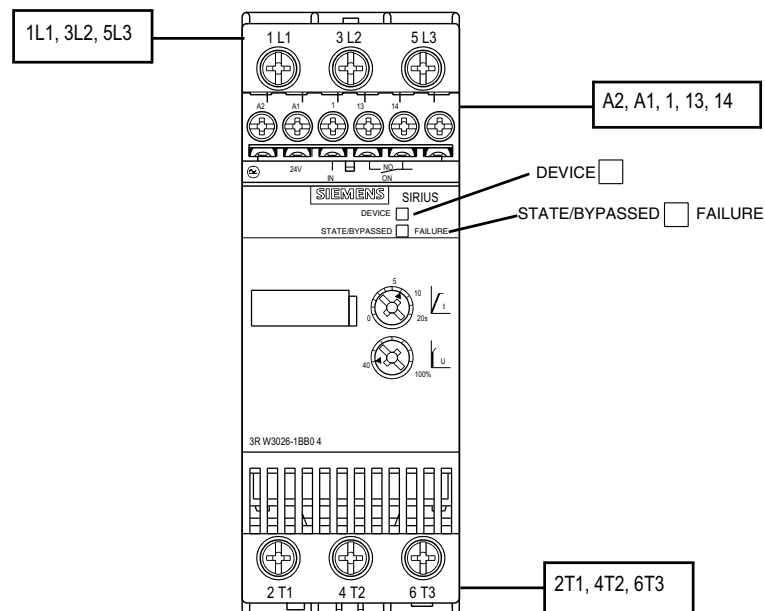 1L1, 3L2, 5L3
1 L1 3 L2 5 L3
A2 A1 1 13 14
A2, A1, 1, 13, 14
24V NO
IN ON
DEVICE
SIEMENS SIRIUS
DEVICE
STATE/BYPASSED FAILURE
STATE/BYPASSED FAILURE
5
10
t
0 20s
U
40
100%
3R W3026-1BB0 4
2T1, 4T2, 6T3
2 T1 4 T2 6 T3